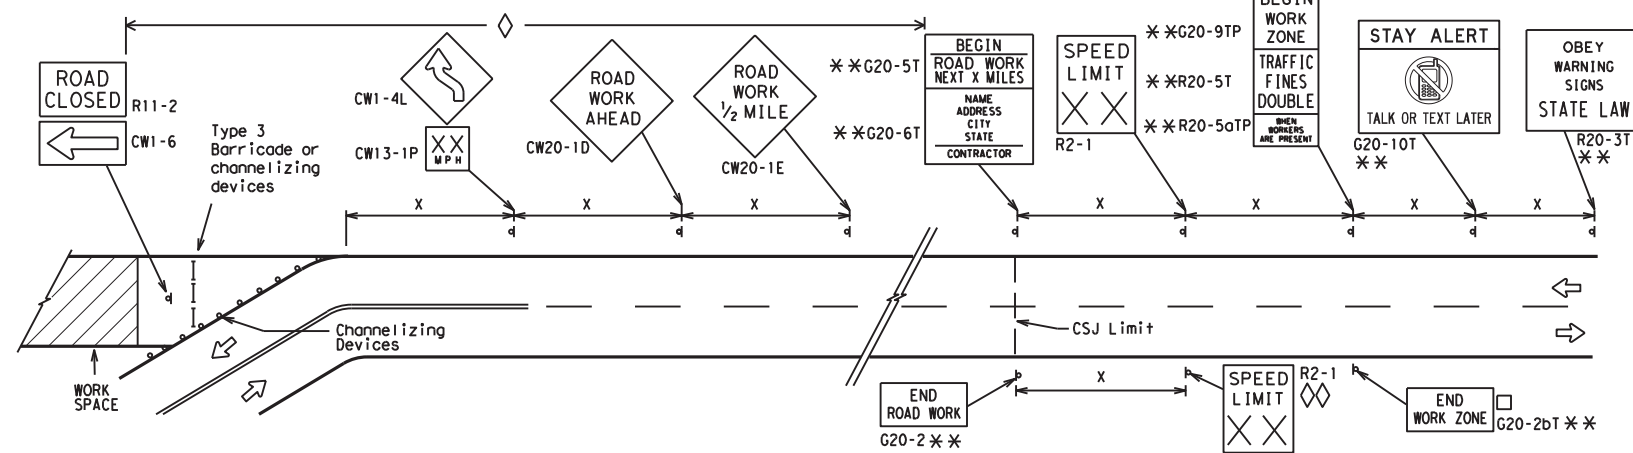 ROAD
CLOSED
R11-2
CW1-6
Type 3
Barricade or
channelizing
devices
CW1-4L
XX
MPH
CW13-1P
ROAD
WORK
AHEAD
CW20-1D
ROAD
WORK
1/2 MILE
CW20-1E
**G20-5T
**G20-6T
BEGIN
ROAD WORK
NEXT X MILES
NAME
ADDRESS
CITY
STATE
CONTRACTOR
SPEED
LIMIT
XX
R2-1
**G20-9TP
**R20-5T
**R20-5aTP
BEGIN
WORK
ZONE
TRAFFIC
FINES
DOUBLE
WHEN
WORKERS
ARE PRESENT
STAY ALERT
TALK OR TEXT LATER
G20-10T
**
OBEY
WARNING
SIGNS
STATE LAW
R20-3T
**
X
X
X
X
X
X
X
Channelizing
Devices
WORK
SPACE
CSJ Limit
X
END
ROAD WORK
G20-2 **
SPEED
LIMIT
XX
R2-1
END
WORK ZONE
G20-2bT **